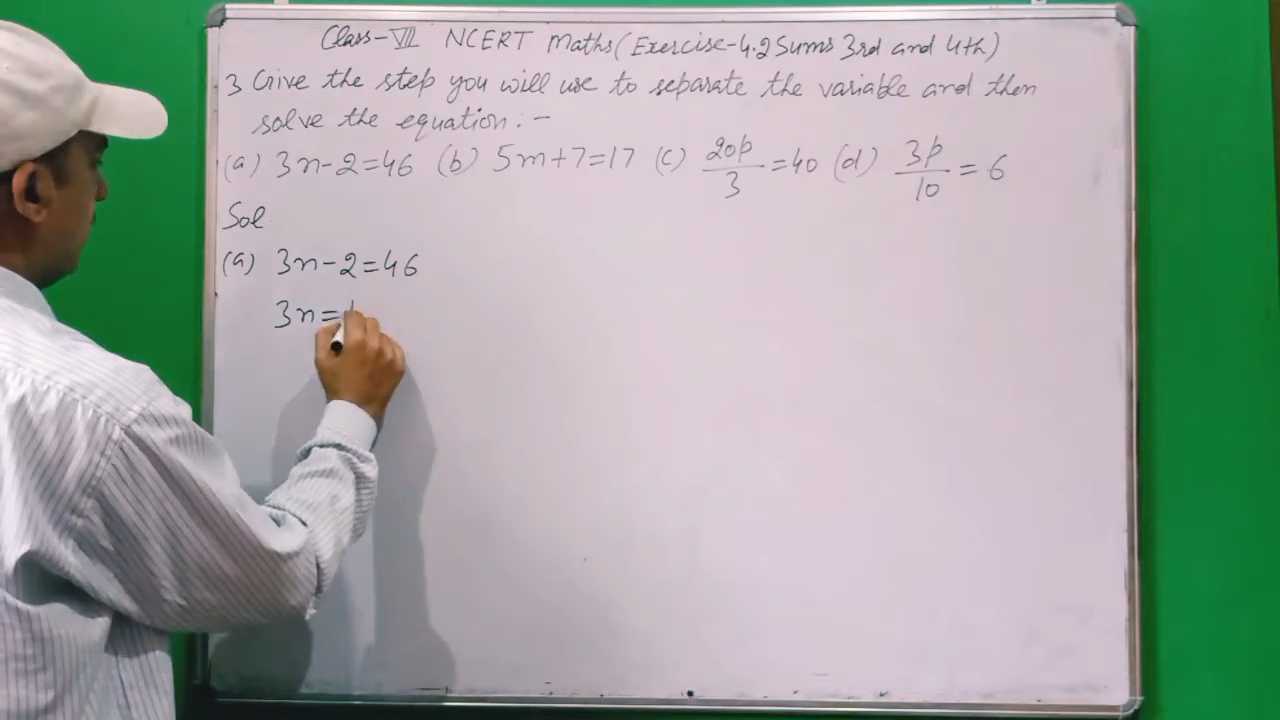 Class-VII NCERT Maths (Exercise-4.2 Sums 3rd and 4th)
3 Give the step you will use to separate the variable and then
solve the equation:-
(a) 3n-2=46 (b) 5m+7=17 (c) 20p/3 =40 (d) 3p/10 = 6
Sol
(a) 3n-2=46
3n=